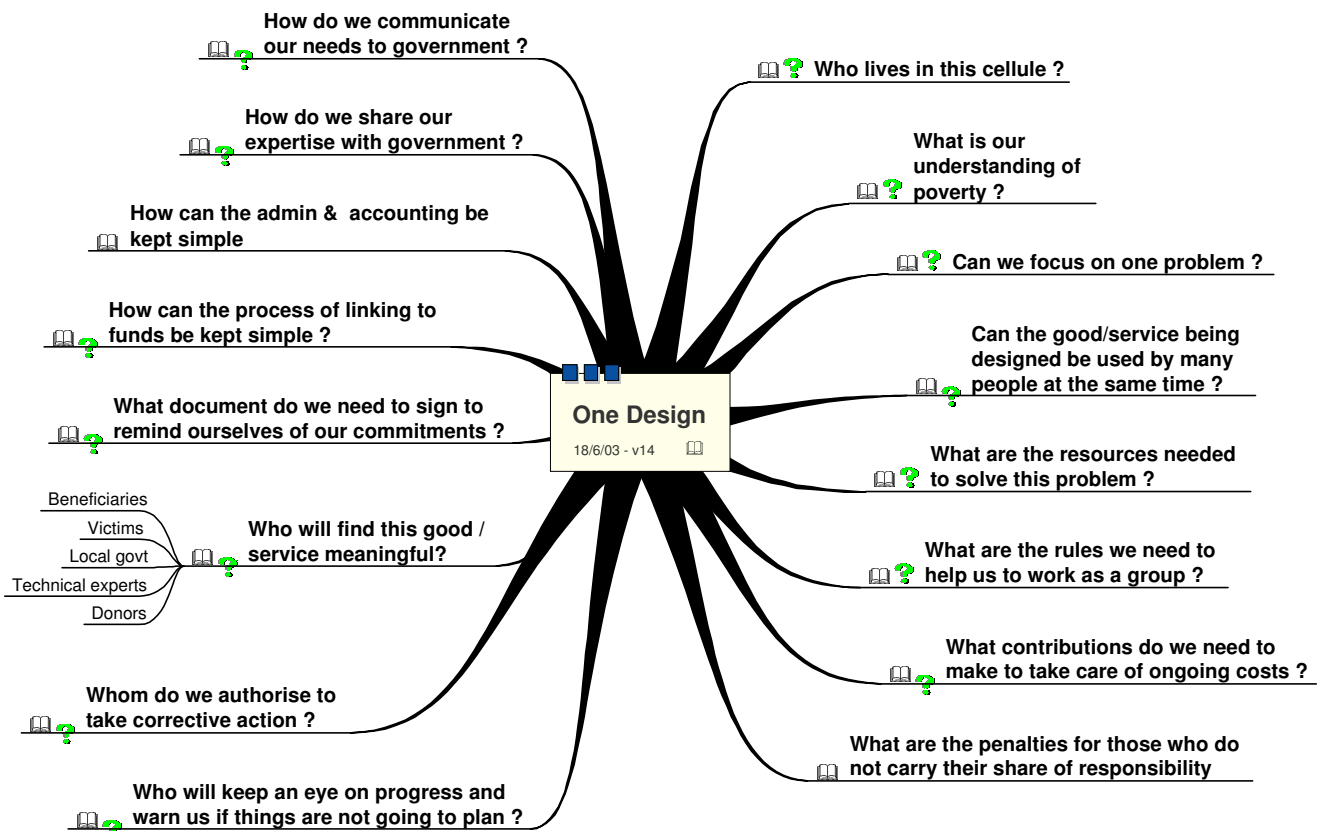 How do we communicate
our needs to government ?
How do we share our
expertise with government ?
How can the admin &  accounting be
kept simple
How can the process of linking to
funds be kept simple ?
What document do we need to sign to
remind ourselves of our commitments ?
Who will find this good /
service meaningful?
Beneficiaries
Victims
Local govt
Technical experts
Donors
Whom do we authorise to
take corrective action ?
Who will keep an eye on progress and
warn us if things are not going to plan ?
One Design
18/6/03 - v14
Who lives in this cellule ?
What is our
understanding of
poverty ?
Can we focus on one problem ?
Can the good/service being
designed be used by many
people at the same time ?
What are the resources needed
to solve this problem ?
What are the rules we need to
help us to work as a group ?
What contributions do we need to
make to take care of ongoing costs ?
What are the penalties for those who do
not carry their share of responsibility